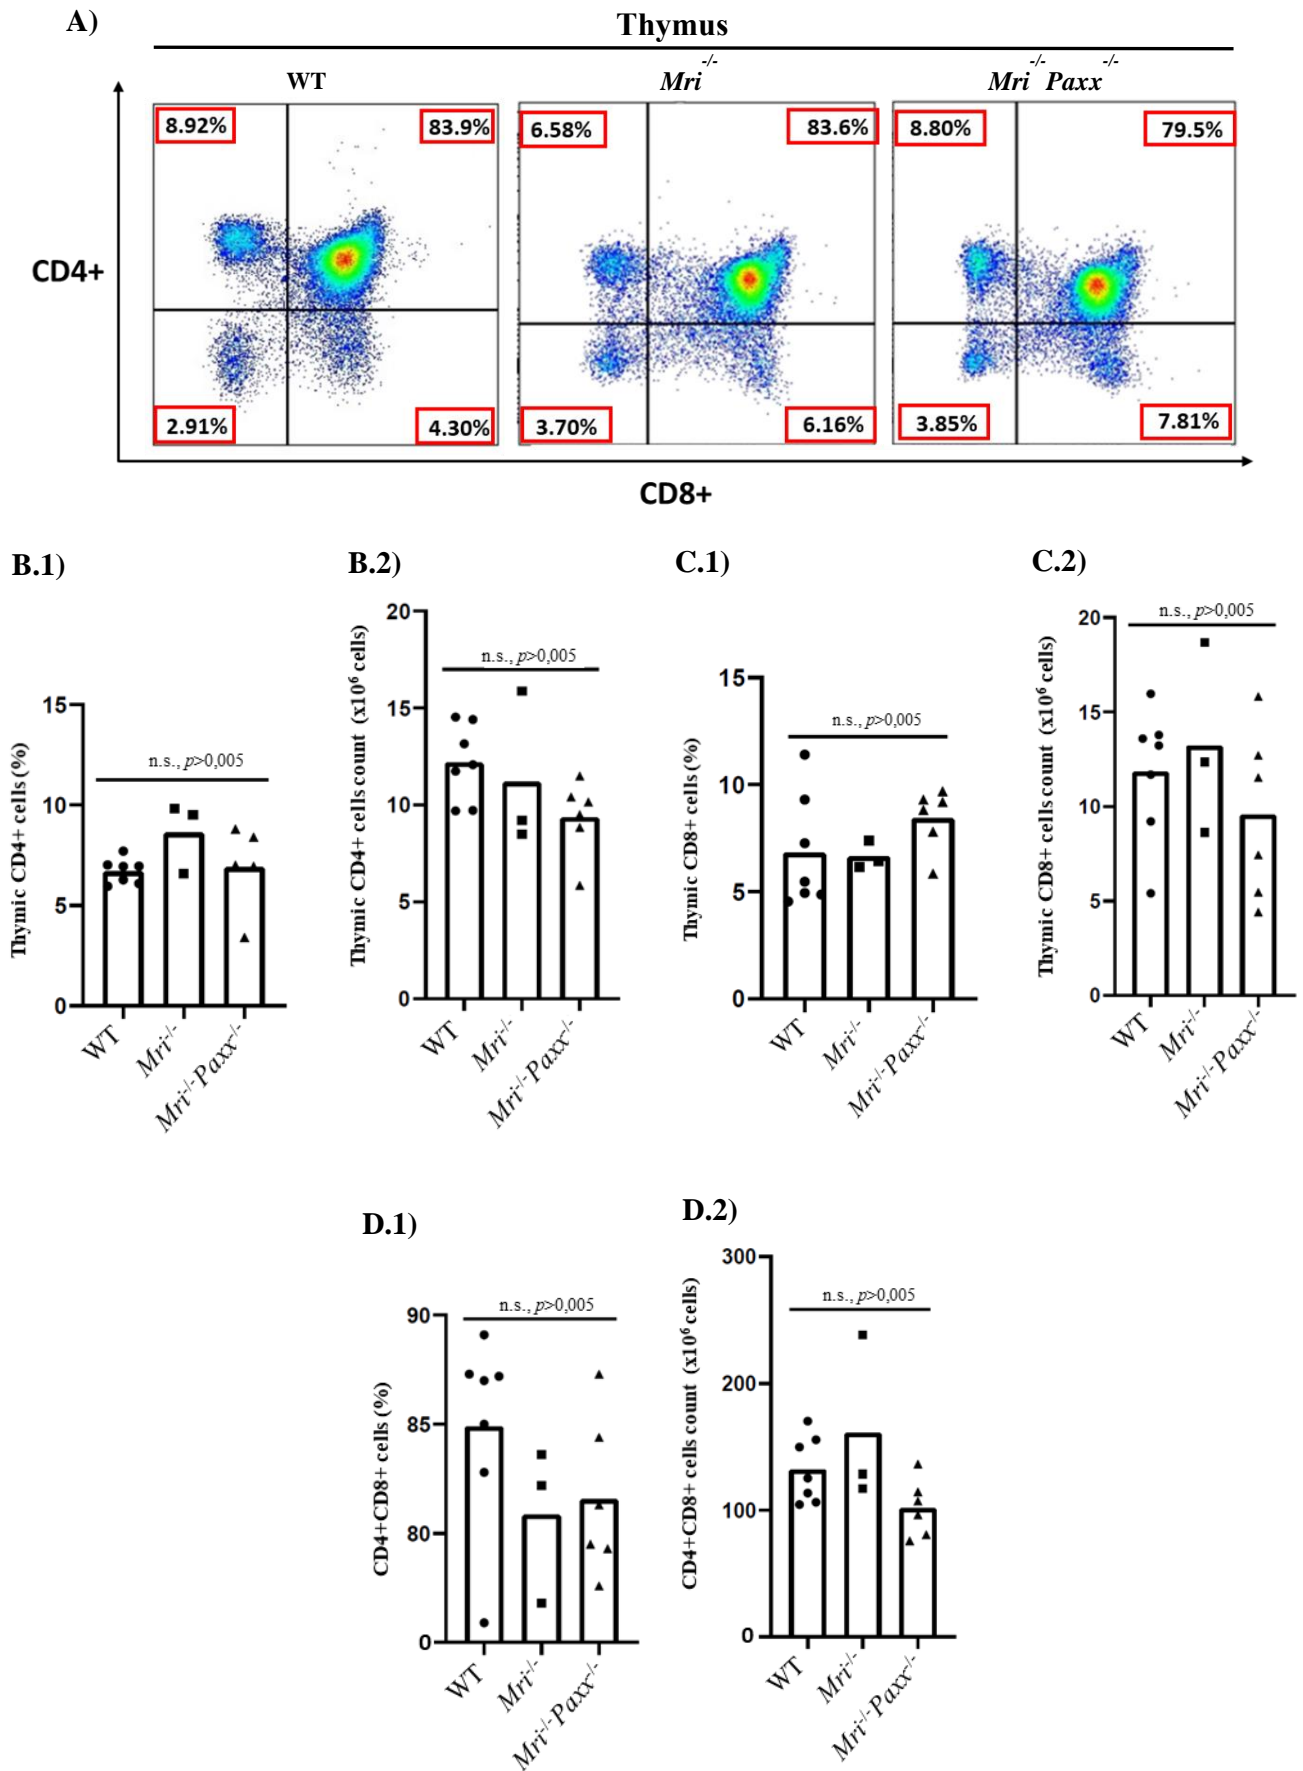 A)
Thymus
WT
Mri-/-
Mri-/-Paxx-/-
8.92%
83.9%
6.58%
83.6%
8.80%
79.5%
CD4+
2.91%
4.30%
3.70%
6.16%
3.85%
7.81%
CD8+
B.1)
Thymic CD4+ cells (%)
15
10
5
0
n.s., p>0,005
WT
Mri-/-
Mri-/-Paxx-/-
B.2)
Thymic CD4+ cells count (x10⁶ cells)
20
15
10
5
0
n.s., p>0,005
WT
Mri-/-
Mri-/-Paxx-/-
C.1)
Thymic CD8+ cells (%)
15
10
5
0
n.s., p>0,005
WT
Mri-/-
Mri-/-Paxx-/-
C.2)
Thymic CD8+ cells count (x10⁶ cells)
20
15
10
5
0
n.s., p>0,005
WT
Mri-/-
Mri-/-Paxx-/-
D.1)
CD4+CD8+ cells (%)
90
85
80
0
n.s., p>0,005
WT
Mri-/-
Mri-/-Paxx-/-
D.2)
CD4+CD8+ cells count (x10⁶ cells)
300
200
100
0
n.s., p>0,005
WT
Mri-/-
Mri-/-Paxx-/-